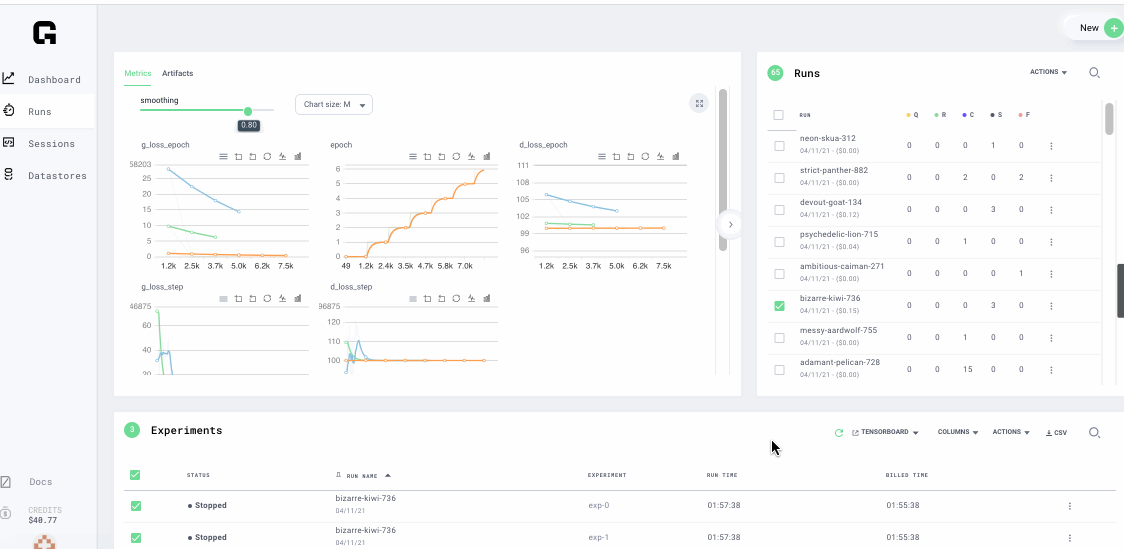 New +
Dashboard
Runs
Sessions
Datastores
Docs
CREDITS
$40.77
Metrics Artifacts
smoothing
0.80
Chart size: M
g_loss_epoch
58203
25
20
15
10
5
0
1.2k 2.5k 3.7k 5.0k 6.2k 7.5k
epoch
6
5
4
3
2
1
0
49 1.2k 2.4k 3.5k 4.7k 5.8k 7.0k
d_loss_epoch
111
108
105
102
99
96
1.2k 2.5k 3.7k 5.0k 6.2k 7.5k
g_loss_step
46875
60
40
20
d_loss_step
96875
120
110
100
65 Runs ACTIONS
RUN Q R C S F
neon-skua-312 0 0 0 1 0
04/11/21 - ($0.00)
strict-panther-882 0 0 2 0 2
04/11/21 - ($0.00)
devout-goat-134 0 0 0 3 0
04/11/21 - ($0.12)
psychedelic-lion-715 0 0 1 0 0
04/11/21 - ($0.04)
ambitious-caiman-271 0 0 0 0 1
04/11/21 - ($0.00)
bizarre-kiwi-736 0 0 0 3 0
04/11/21 - ($0.15)
messy-aardwolf-755 0 0 1 0 0
04/11/21 - ($0.00)
adamant-pelican-728 0 0 15 0 0
04/11/21 - ($0.00)
3 Experiments TENSORBOARD COLUMNS ACTIONS CSV
STATUS RUN NAME EXPERIMENT RUN TIME BILLED TIME
Stopped bizarre-kiwi-736 exp-0 01:57:38 01:55:38
04/11/21
Stopped bizarre-kiwi-736 exp-1 01:57:38 01:55:38
04/11/21